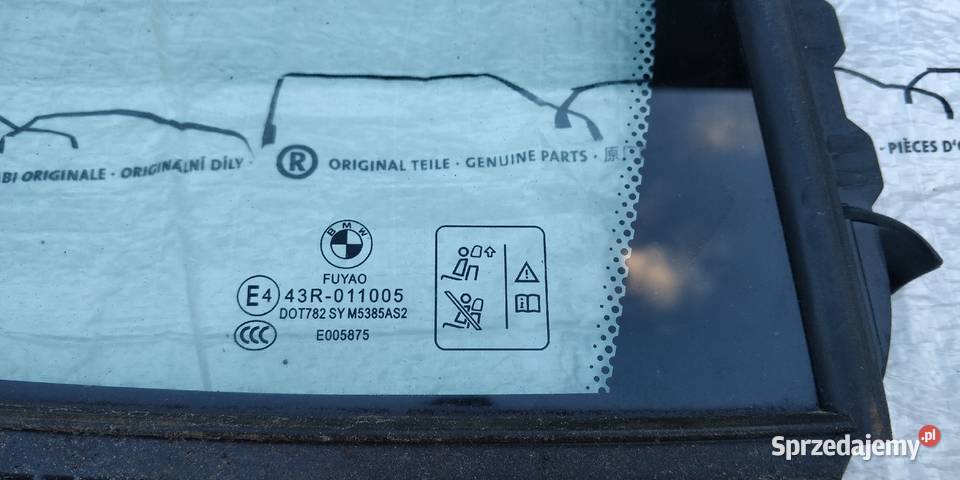 BI ORIGINALE · ORIGINÁLNÍ DÍLY
® ORIGINAL TEILE · GENUINE PARTS · 原
- PIÈCES D'O
BMW
FUYAO
E4 43R-011005
DOT782 SY M5385AS2
CCC E005875
Sprzedajemy.pl